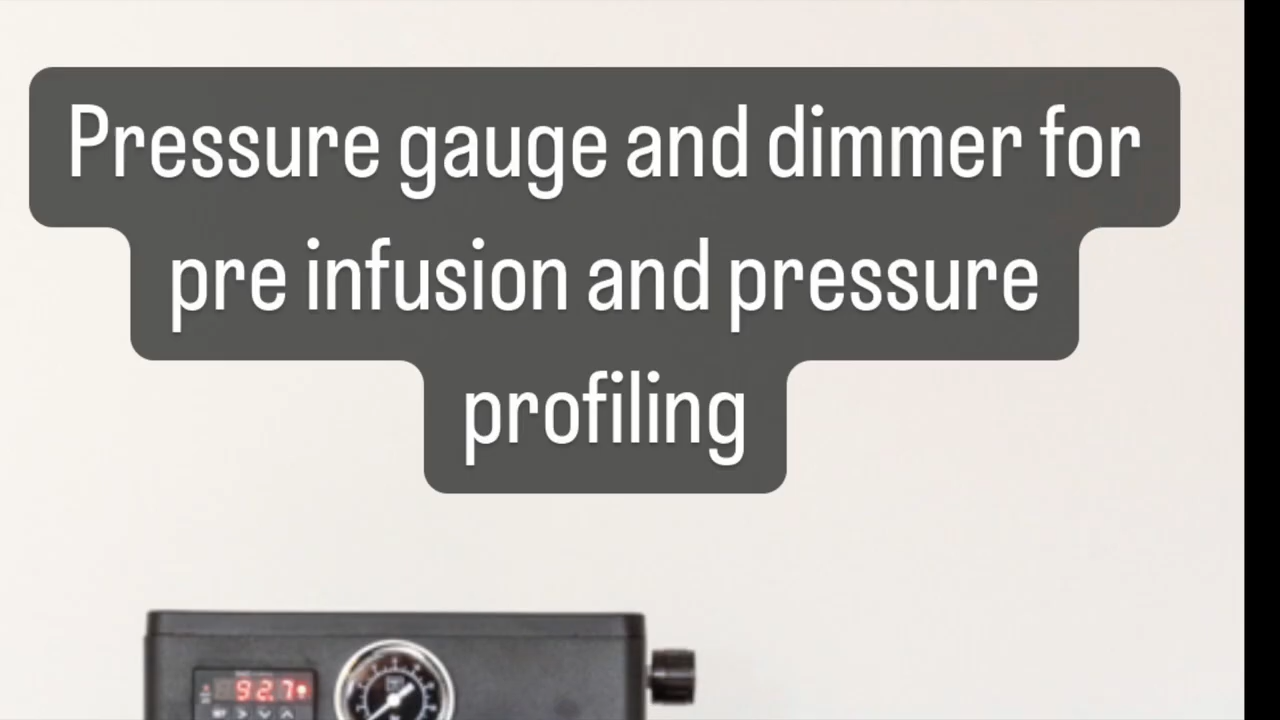 Pressure gauge and dimmer for
pre infusion and pressure
profiling
92.7